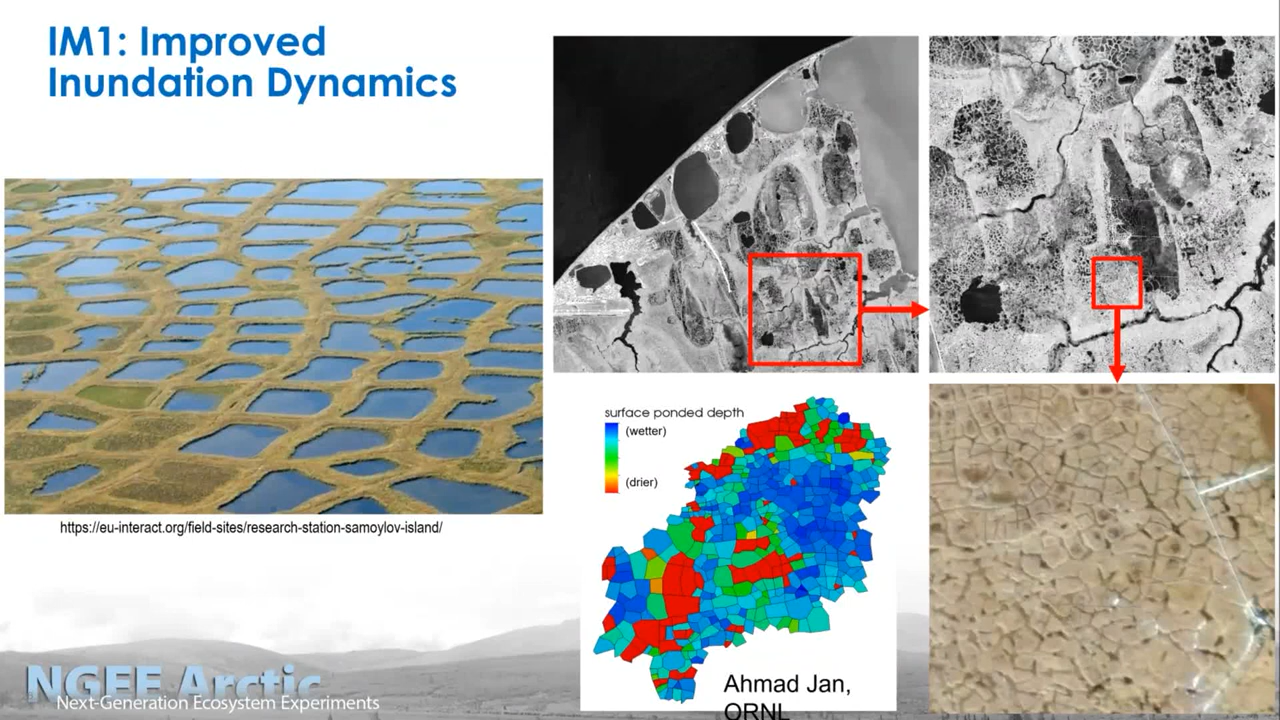 IM1: Improved
Inundation Dynamics
https://eu-interact.org/field-sites/research-station-samoylov-island/
surface ponded depth
(wetter)
(drier)
Ahmad Jan,
ORNL
NGEE Arctic
Next-Generation Ecosystem Experiments